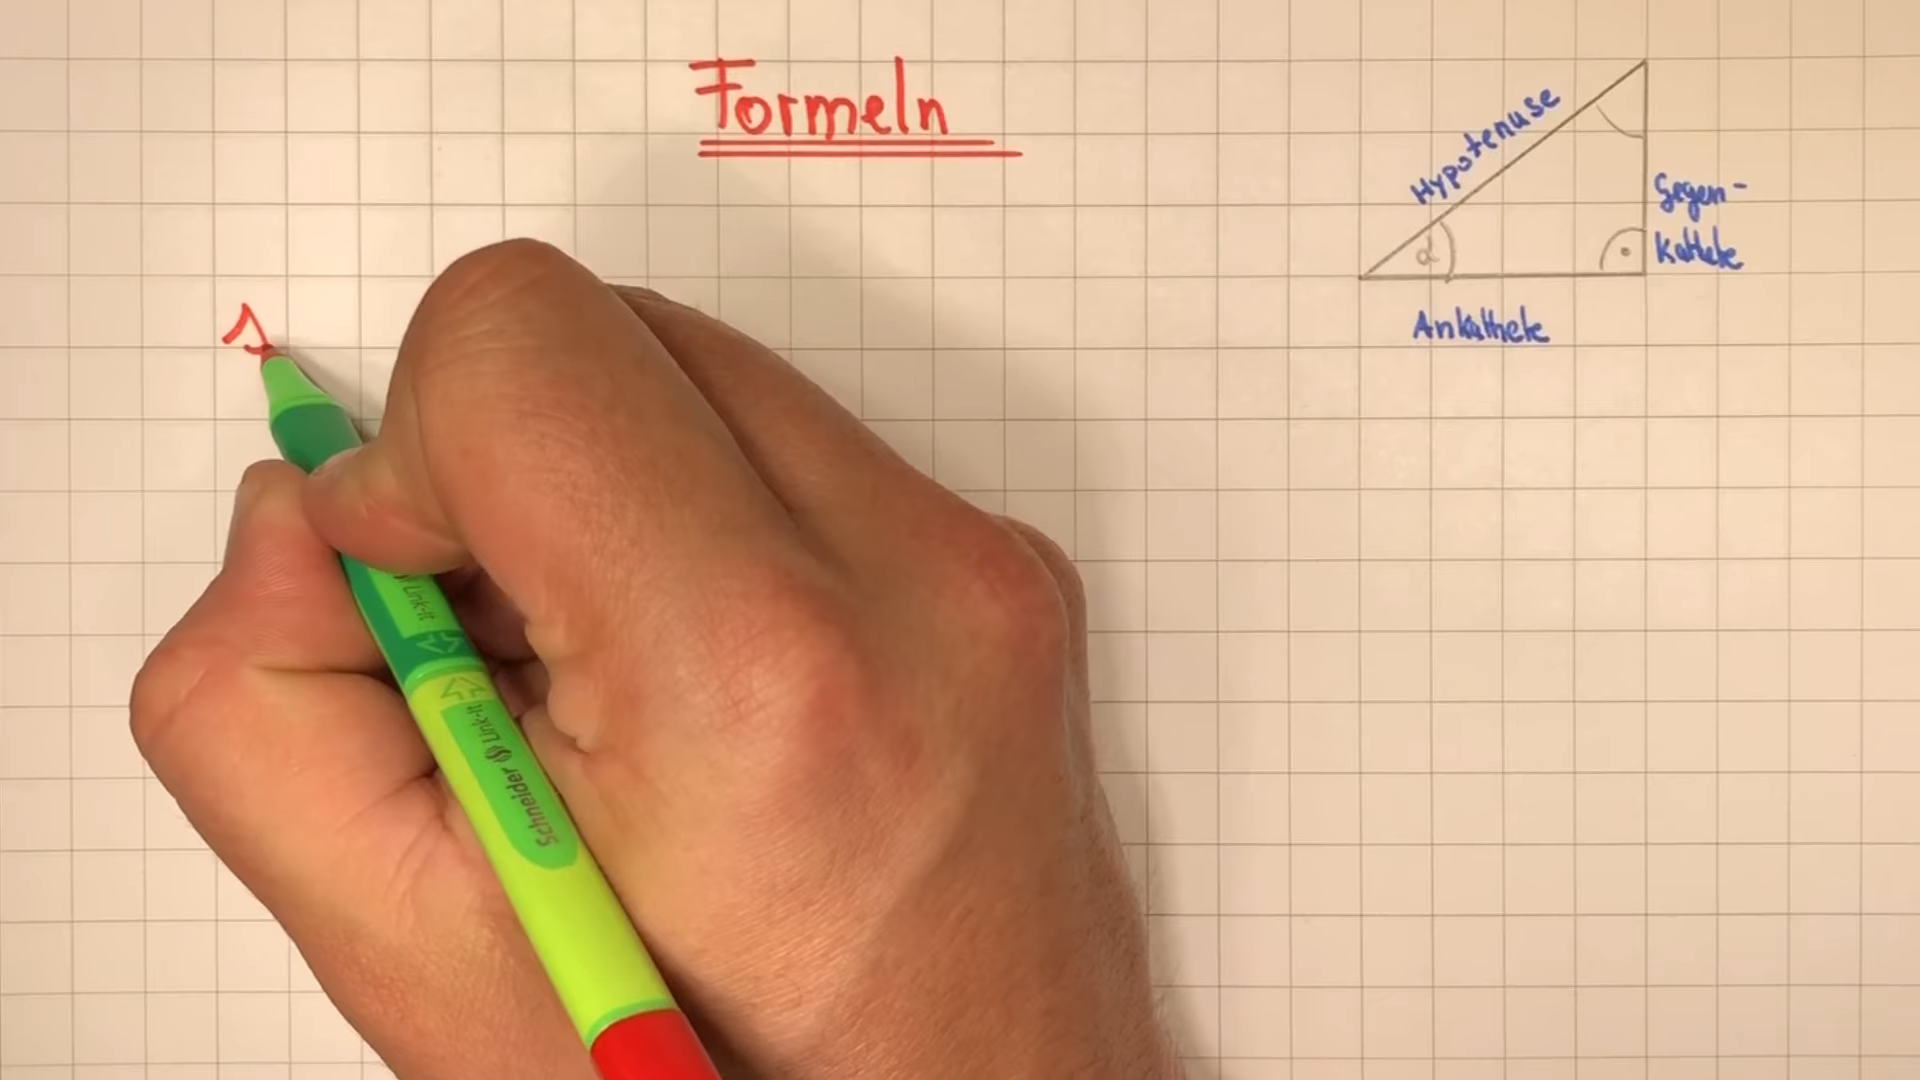 Formeln
Hypotenuse
Gegen-
kathete
α
Ankathete
s
Link-It
Schneider Link-It